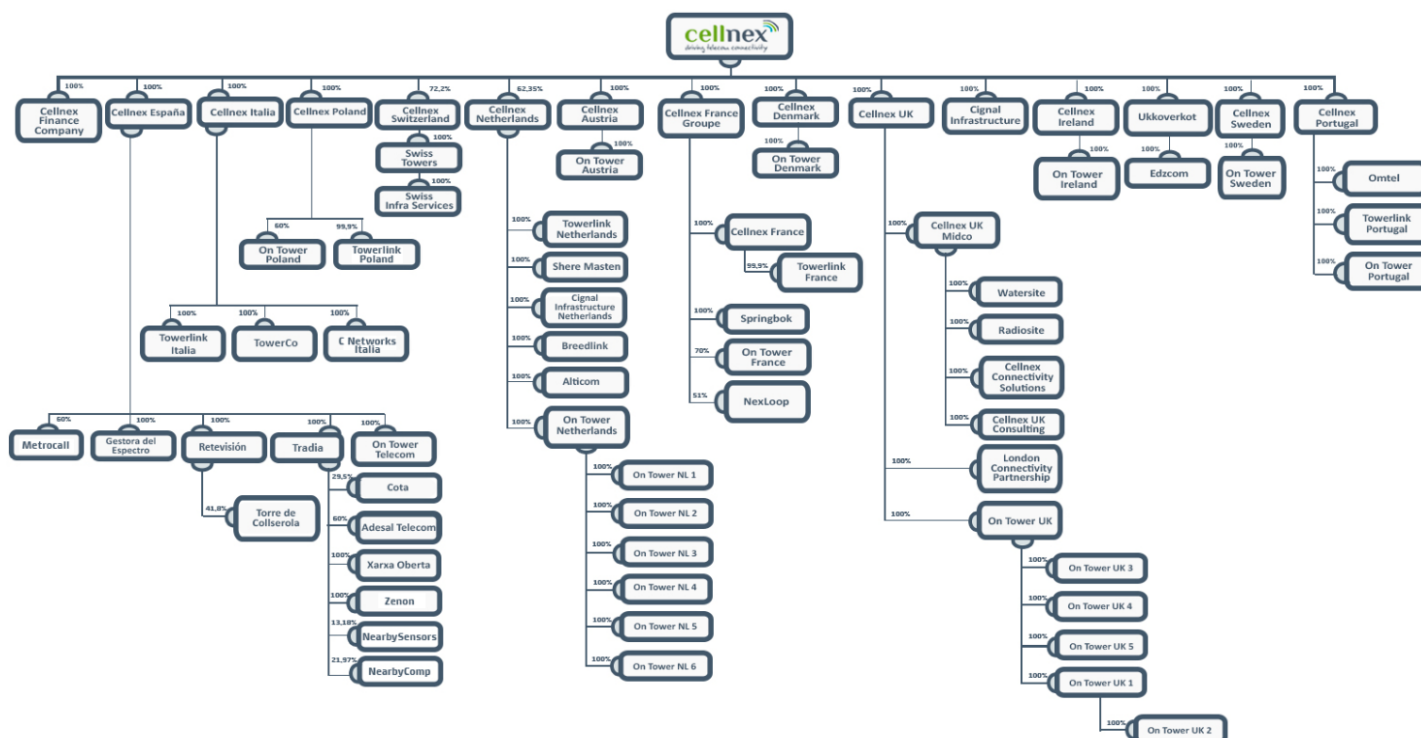 cellnex
driving telecom connectivity
100%
100%
100%
100%
72,2%
62,35%
100%
100%
100%
100%
100%
100%
100%
100%
100%
Cellnex
Finance
Company
Cellnex España
Cellnex Italia
Cellnex Poland
Cellnex
Switzerland
Cellnex
Netherlands
Cellnex
Austria
Cellnex France
Groupe
Cellnex
Denmark
Cellnex UK
Cignal
Infrastructure
Cellnex
Ireland
Ukkoverkot
Cellnex
Sweden
Cellnex
Portugal
100%
Swiss
Towers
100%
Swiss
Infra Services
100%
On Tower
Austria
100%
On Tower
Denmark
100%
On Tower
Ireland
100%
Edzcom
100%
On Tower
Sweden
100%
Omtel
100%
Towerlink
Portugal
100%
On Tower
Portugal
60%
On Tower
Poland
99,9%
Towerlink
Poland
100%
Towerlink
Italia
100%
TowerCo
100%
C Networks
Italia
100%
Towerlink
Netherlands
100%
Shere Masten
100%
Cignal
Infrastructure
Netherlands
100%
Breedlink
100%
Alticom
100%
On Tower
Netherlands
100%
On Tower NL 1
100%
On Tower NL 2
100%
On Tower NL 3
100%
On Tower NL 4
100%
On Tower NL 5
100%
On Tower NL 6
100%
Cellnex France
99,9%
Towerlink
France
100%
Springbok
70%
On Tower
France
51%
NexLoop
100%
Cellnex UK
Midco
100%
Watersite
100%
Radiosite
100%
Cellnex
Connectivity
Solutions
100%
Cellnex UK
Consulting
100%
London
Connectivity
Partnership
100%
On Tower UK
100%
On Tower UK 3
100%
On Tower UK 4
100%
On Tower UK 5
100%
On Tower UK 1
100%
On Tower UK 2
60%
Metrocall
100%
Gestora del
Espectro
100%
Retevisión
100%
Tradia
100%
On Tower
Telecom
41,8%
Torre de
Collserola
29,5%
Cota
60%
Adesal Telecom
100%
Xarxa Oberta
100%
Zenon
13,18%
NearbySensors
21,97%
NearbyComp